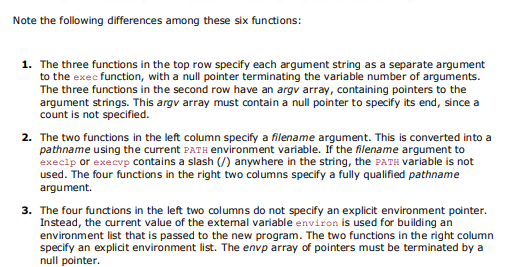 Note the following differences among these six functions:
1. The three functions in the top row specify each argument string as a separate argument
to the exec function, with a null pointer terminating the variable number of arguments.
The three functions in the second row have an argv array, containing pointers to the
argument strings. This argv array must contain a null pointer to specify its end, since a
count is not specified.
2. The two functions in the left column specify a filename argument. This is converted into a
pathname using the current PATH environment variable. If the filename argument to
execlp or execvp contains a slash (/) anywhere in the string, the PATH variable is not
used. The four functions in the right two columns specify a fully qualified pathname
argument.
3. The four functions in the left two columns do not specify an explicit environment pointer.
Instead, the current value of the external variable environ is used for building an
environment list that is passed to the new program. The two functions in the right column
specify an explicit environment list. The envp array of pointers must be terminated by a
null pointer.